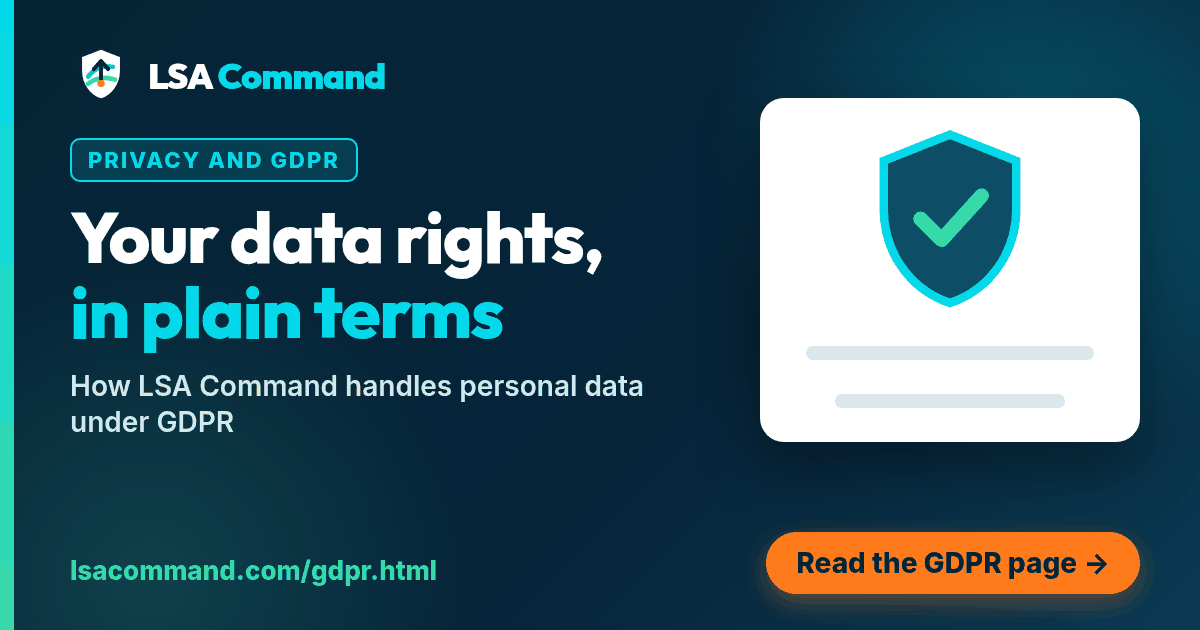 LSA Command
PRIVACY AND GDPR
Your data rights,
in plain terms
How LSA Command handles personal data
under GDPR
lsacommand.com/gdpr.html
Read the GDPR page →